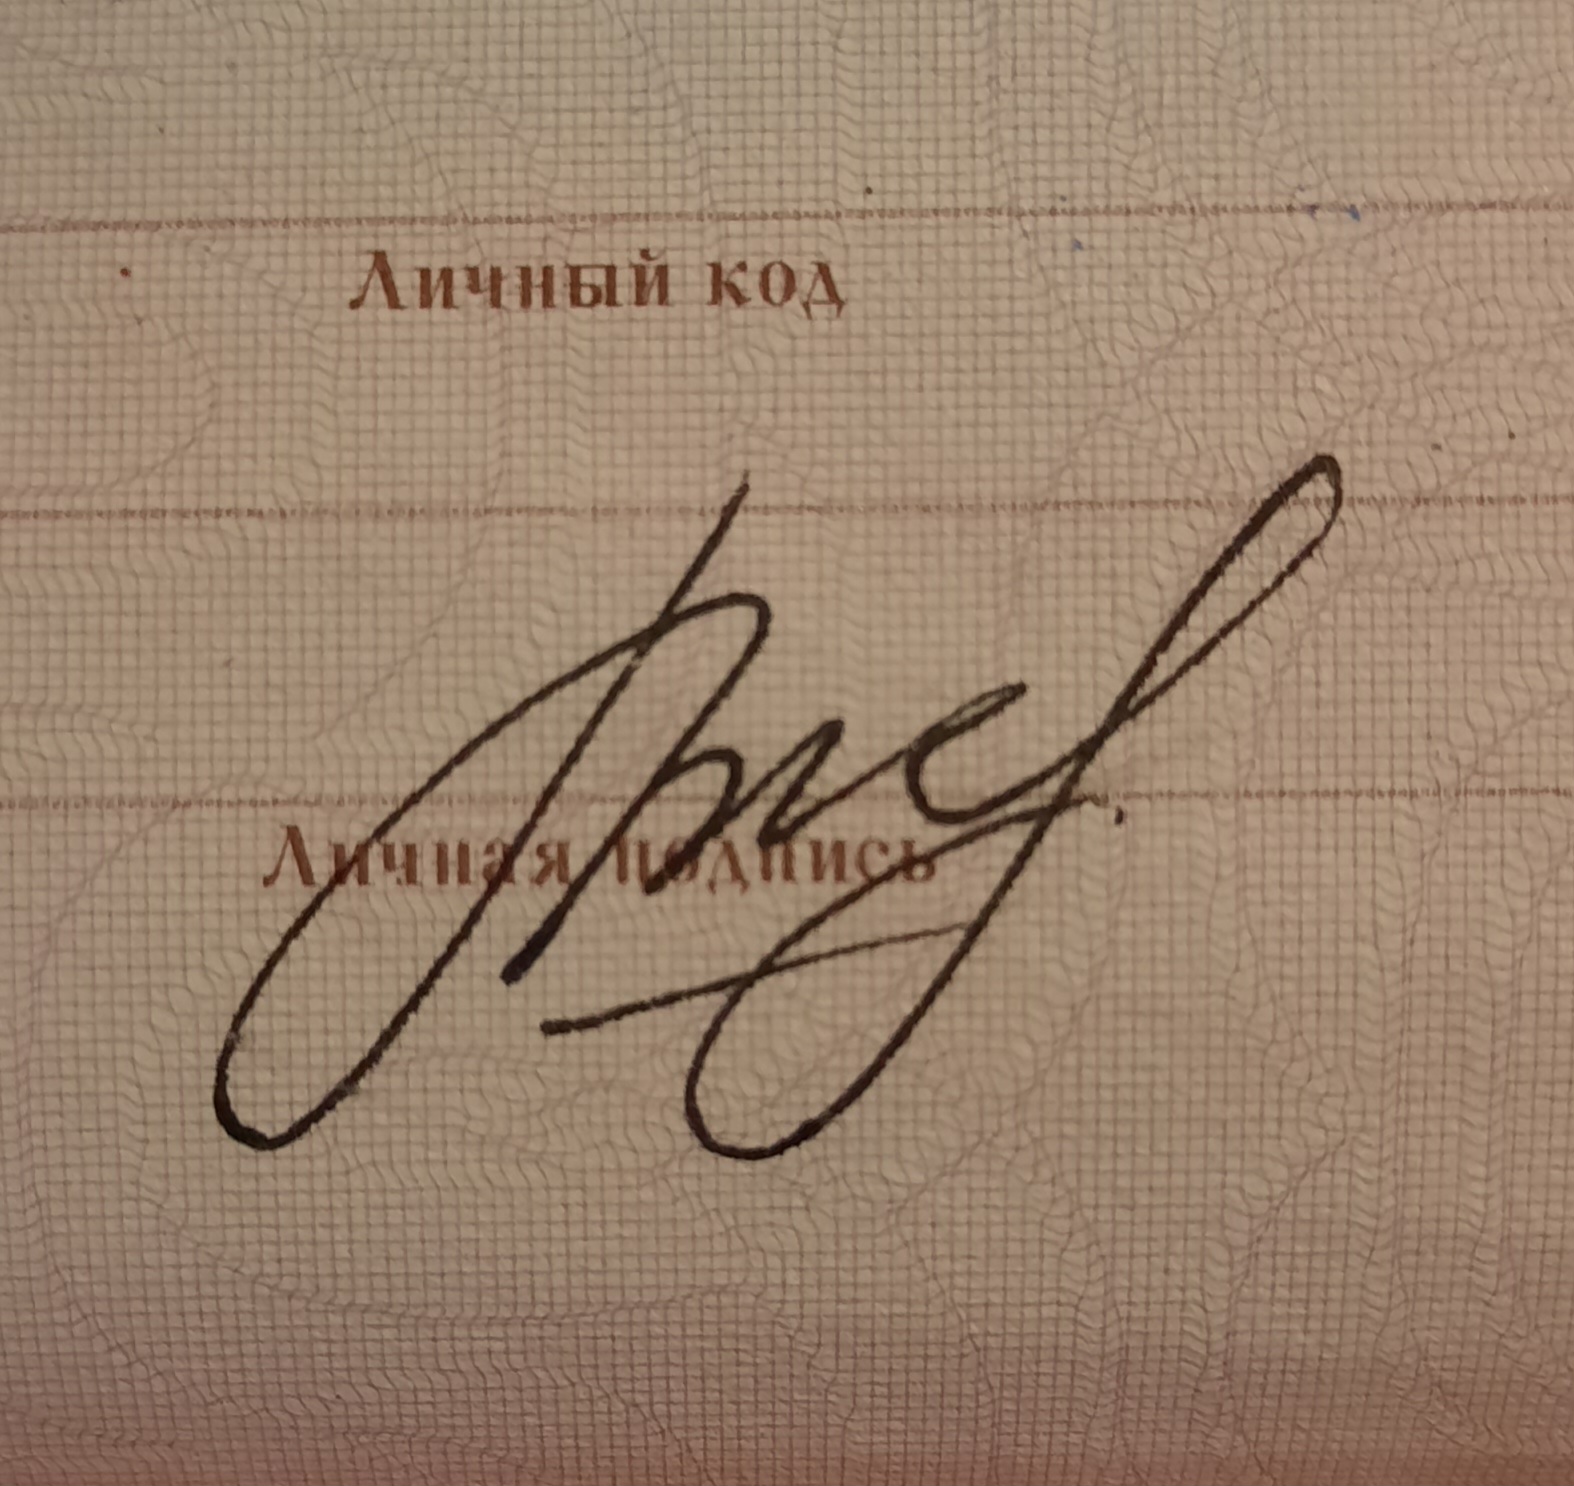 Личный код
Личная подпись